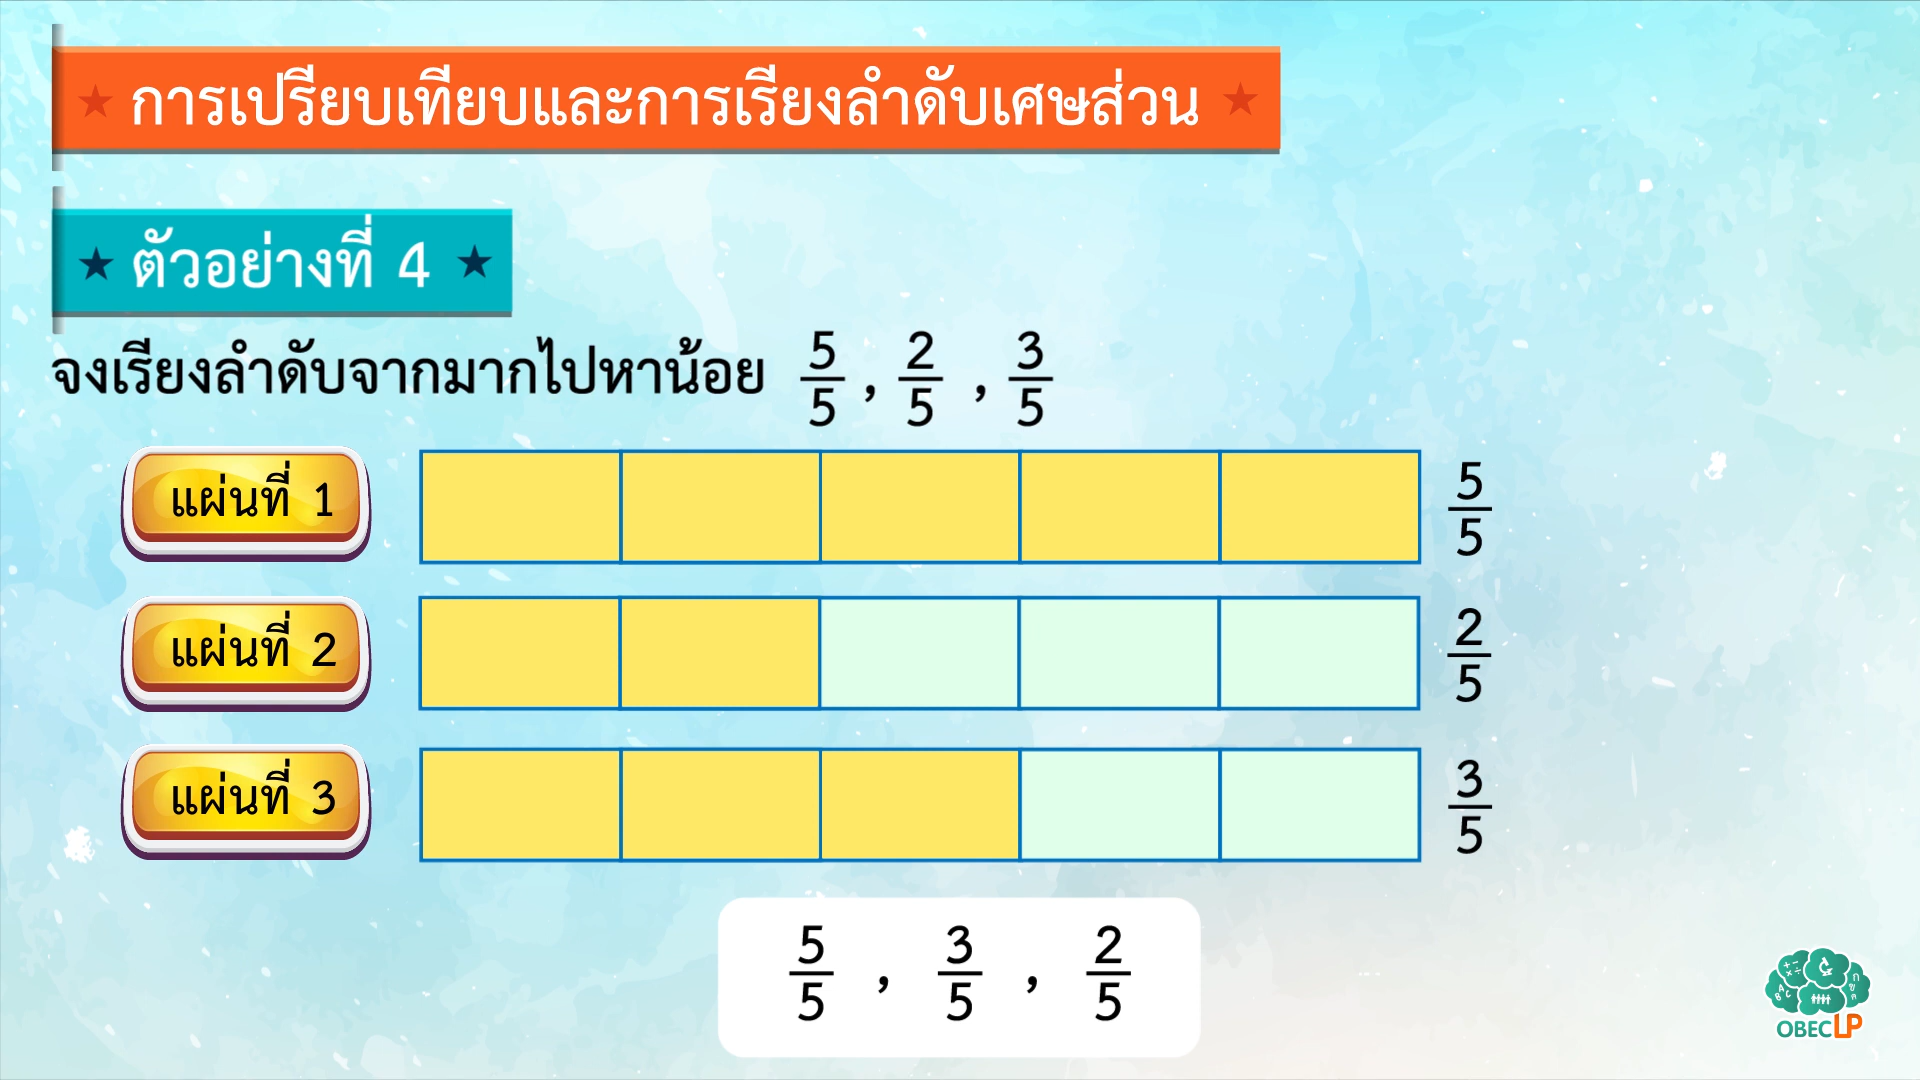 การเปรียบเทียบและการเรียงลำดับเศษส่วน
ตัวอย่างที่ 4
จงเรียงลำดับจากมากไปหาน้อย 5/5 , 2/5 , 3/5
แผ่นที่ 1 5/5
แผ่นที่ 2 2/5
แผ่นที่ 3 3/5
5/5 , 3/5 , 2/5
OBECLP